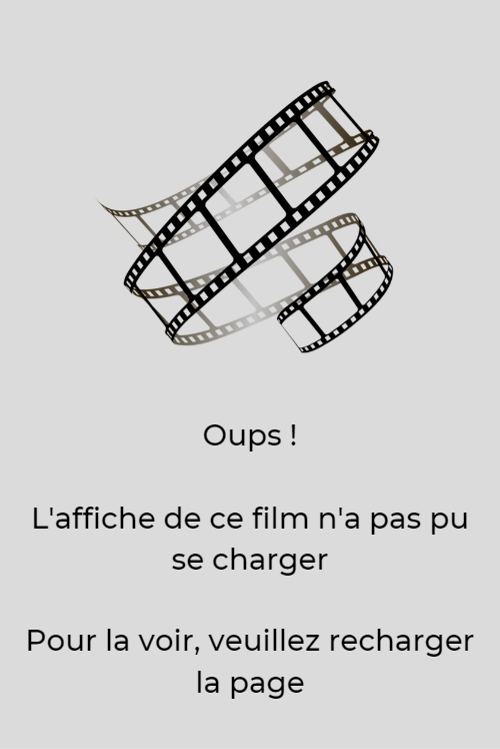 Oups !
L'affiche de ce film n'a pas pu
se charger
Pour la voir, veuillez recharger
la page